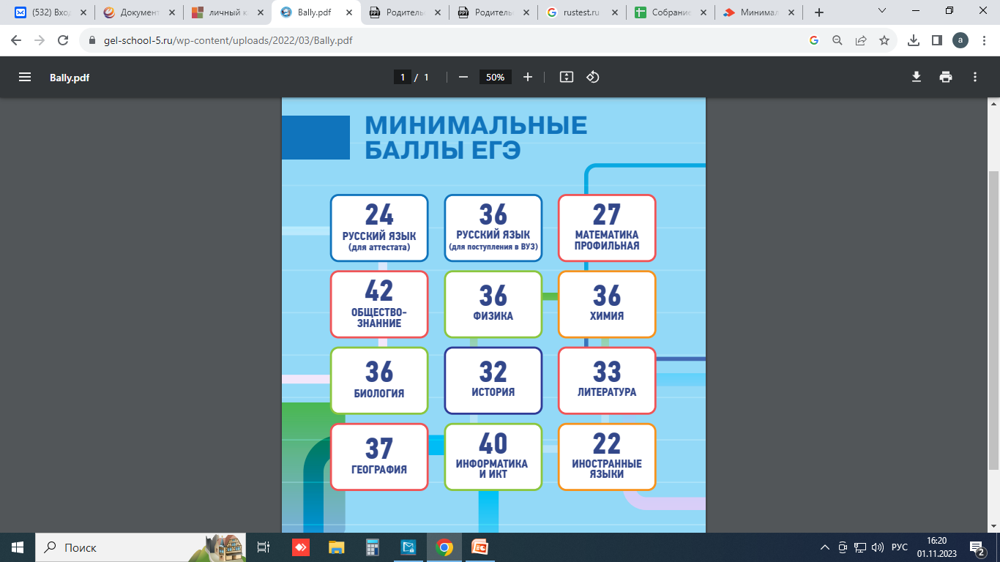 (532) Вход
Документ
личный к
Bally.pdf
Родитель
Родитель
rustest.ru
Собрание
Минимал
gel-school-5.ru/wp-content/uploads/2022/03/Bally.pdf
a
Bally.pdf
1 / 1
50%
МИНИМАЛЬНЫЕ
БАЛЛЫ ЕГЭ
24
РУССКИЙ ЯЗЫК
(для аттестата)
36
РУССКИЙ ЯЗЫК
(для поступления в ВУЗ)
27
МАТЕМАТИКА
ПРОФИЛЬНАЯ
42
ОБЩЕСТВО-
ЗНАННИЕ
36
ФИЗИКА
36
ХИМИЯ
36
БИОЛОГИЯ
32
ИСТОРИЯ
33
ЛИТЕРАТУРА
37
ГЕОГРАФИЯ
40
ИНФОРМАТИКА
И ИКТ
22
ИНОСТРАННЫЕ
ЯЗЫКИ
Поиск
РУС
16:20
01.11.2023
2